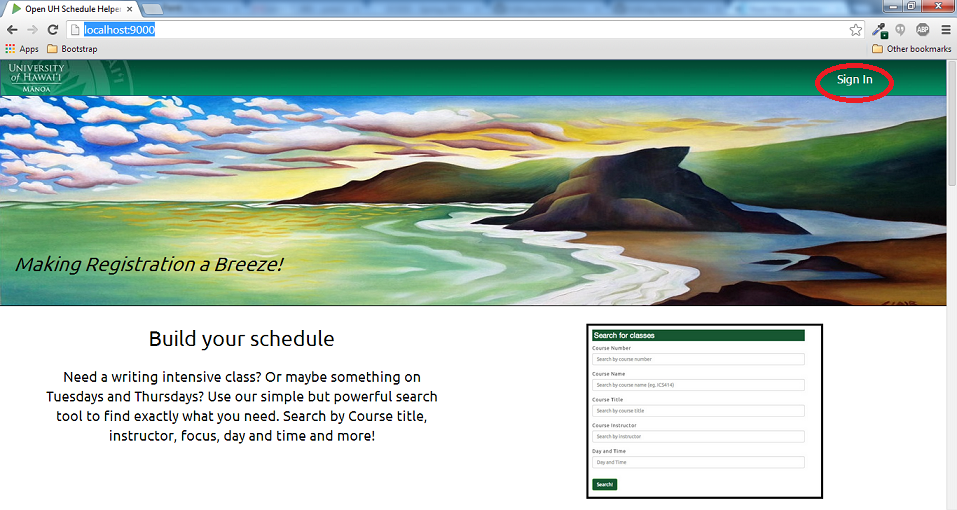 Open UH Schedule Helper
localhost:9000
ABP
Apps
Bootstrap
Other bookmarks
UNIVERSITY
of HAWAI‘I
MĀNOA
Sign In
Making Registration a Breeze!
Build your schedule
Need a writing intensive class? Or maybe something on
Tuesdays and Thursdays? Use our simple but powerful search
tool to find exactly what you need. Search by Course title,
instructor, focus, day and time and more!
Search for classes
Course Number
Search by course number
Course Name
Search by course name (eg, ICS414)
Course Title
Search by course title
Course Instructor
Search by Instructor
Day and Time
Day and Time
Search!